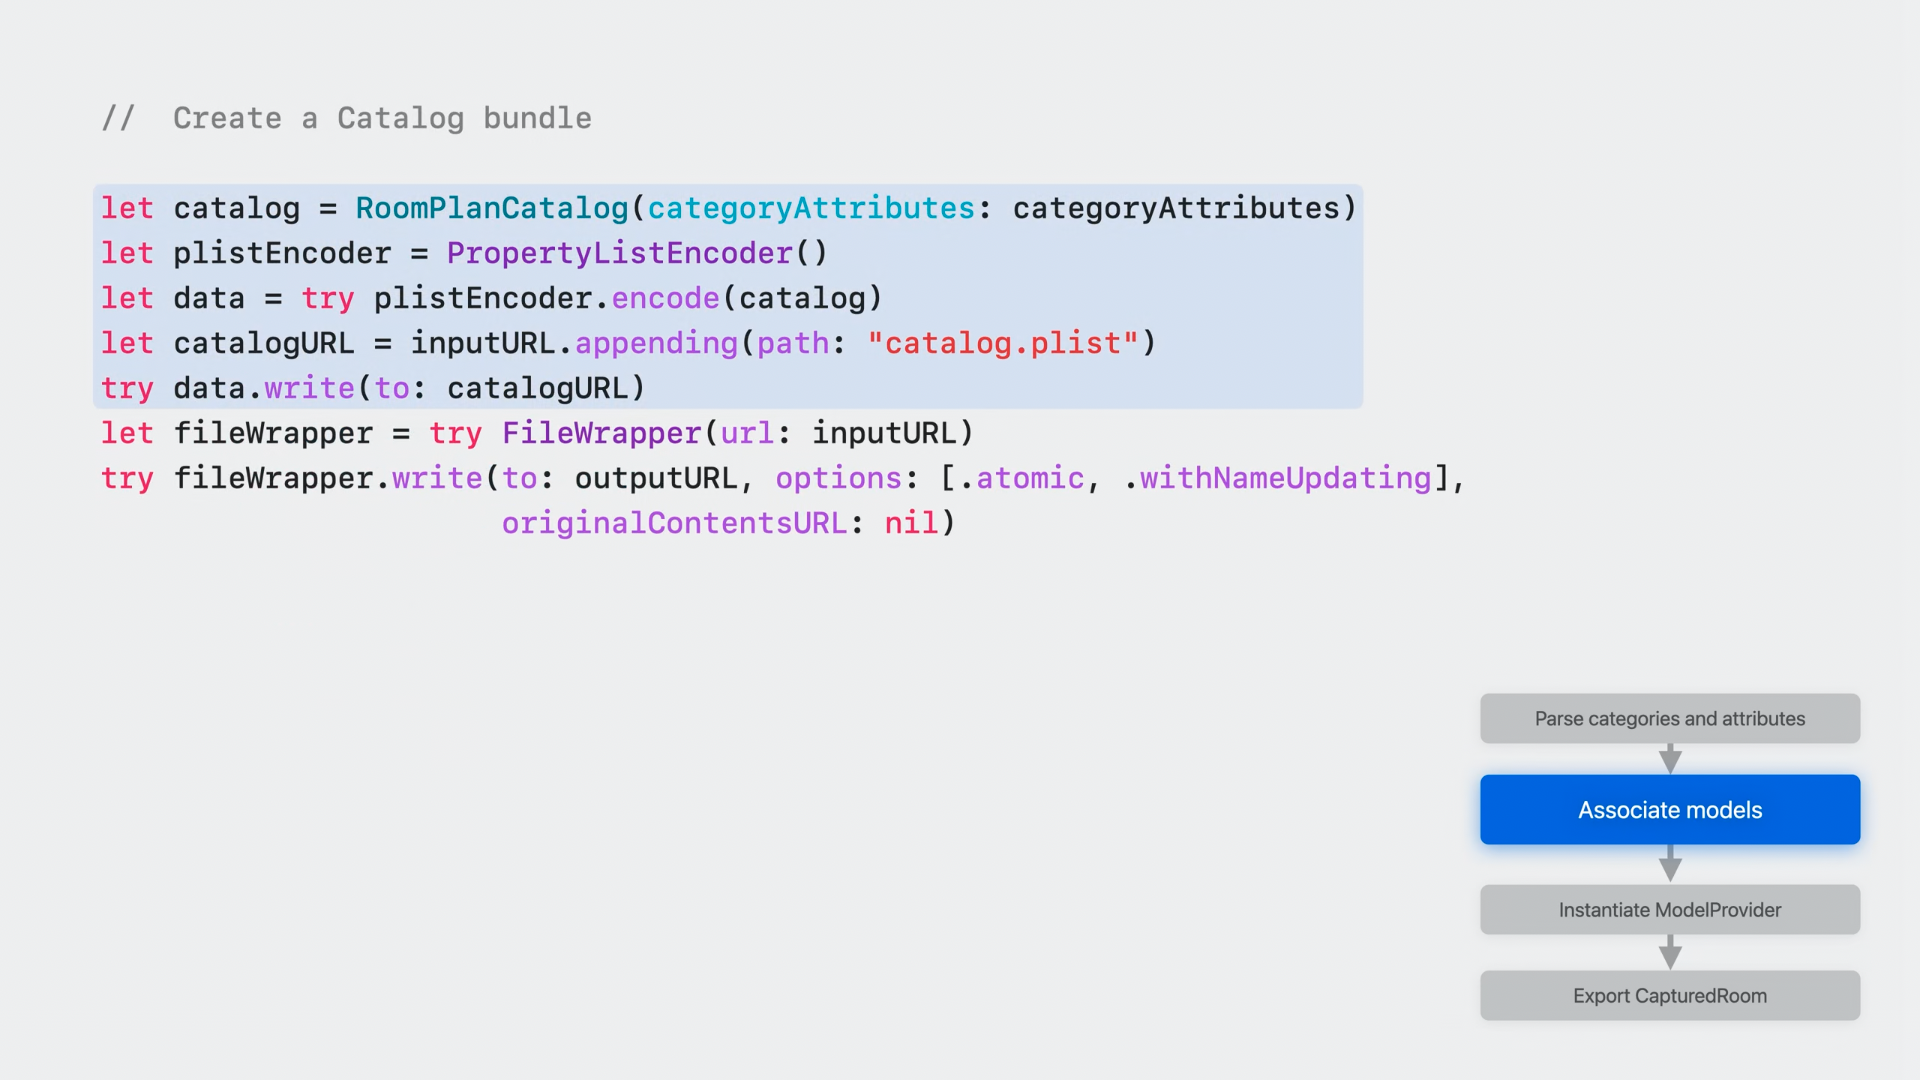 //  Create a Catalog bundle
let catalog = RoomPlanCatalog(categoryAttributes: categoryAttributes)
let plistEncoder = PropertyListEncoder()
let data = try plistEncoder.encode(catalog)
let catalogURL = inputURL.appending(path: "catalog.plist")
try data.write(to: catalogURL)
let fileWrapper = try FileWrapper(url: inputURL)
try fileWrapper.write(to: outputURL, options: [.atomic, .withNameUpdating],
originalContentsURL: nil)
Parse categories and attributes
Associate models
Instantiate ModelProvider
Export CapturedRoom